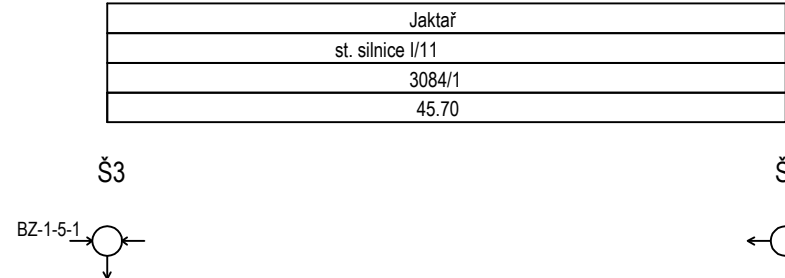 Jaktař
st. silnice I/11
3084/1
45.70
Š3
Š
BZ-1-5-1